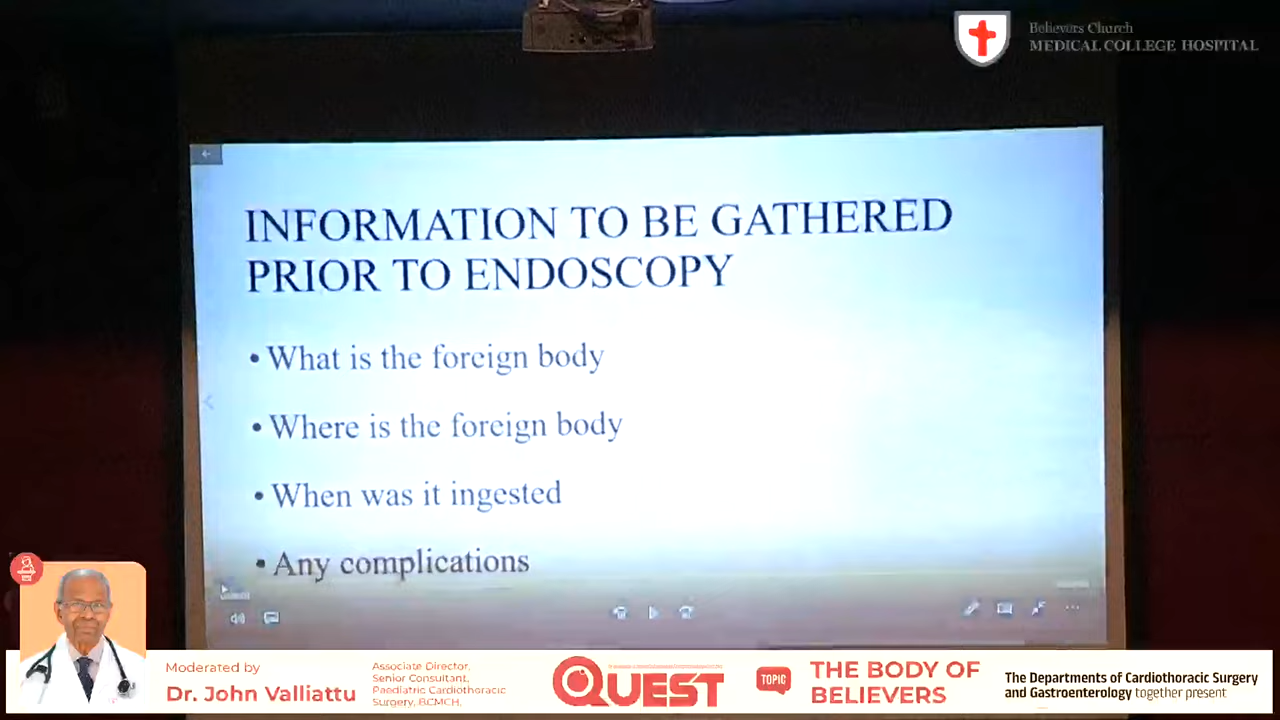 Believers Church
MEDICAL COLLEGE HOSPITAL
INFORMATION TO BE GATHERED
PRIOR TO ENDOSCOPY
• What is the foreign body
• Where is the foreign body
• When was it ingested
• Any complications
Moderated by
Dr. John Valliattu
Associate Director,
Senior Consultant,
Paediatric Cardiothoracic
Surgery, BCMCH.
QUEST
TOPIC
THE BODY OF
BELIEVERS
The Departments of Cardiothoracic Surgery
and Gastroenterology together present